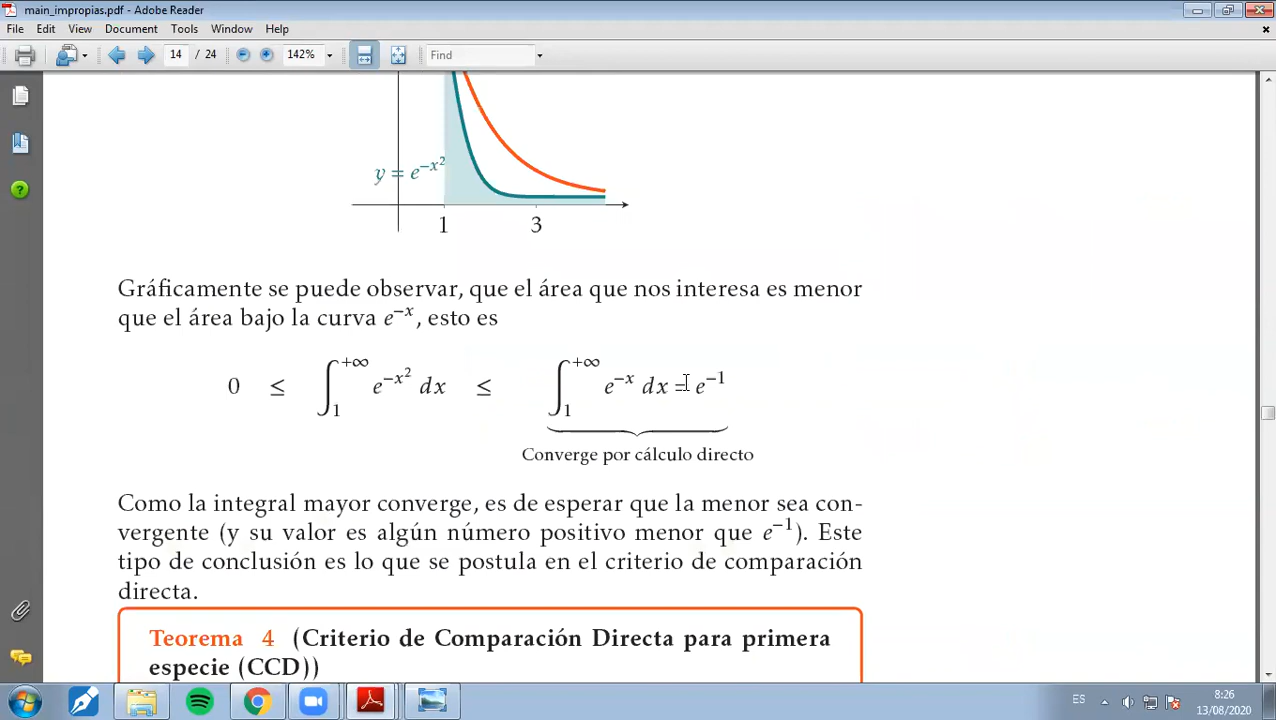 main_impropias.pdf - Adobe Reader
File Edit View Document Tools Window Help
14 / 24 142% Find
y = e^{-x^2}
1 3
Gráficamente se puede observar, que el área que nos interesa es menor
que el área bajo la curva e^{-x}, esto es
0 ≤ ∫_1^{+∞} e^{-x^2} dx ≤ ∫_1^{+∞} e^{-x} dx = e^{-1}
Converge por cálculo directo
Como la integral mayor converge, es de esperar que la menor sea con-
vergente (y su valor es algún número positivo menor que e^{-1}). Este
tipo de conclusión es lo que se postula en el criterio de comparación
directa.
Teorema 4 (Criterio de Comparación Directa para primera
especie (CCD))
ES 8:26
13/08/2020